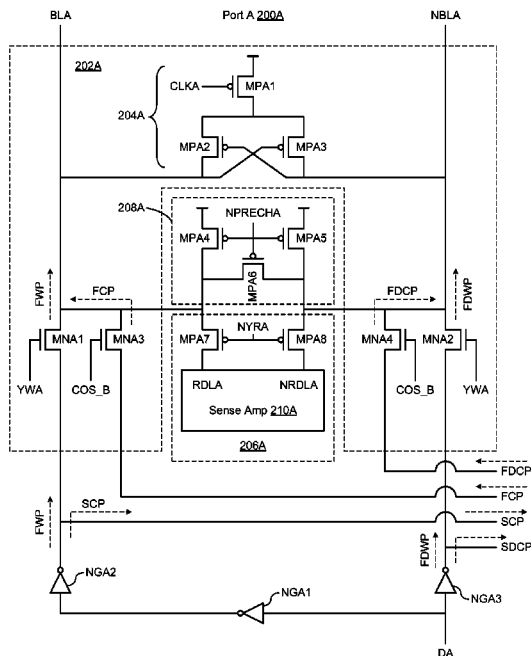 BLA Port A 200A NBLA
202A
CLKA MPA1
204A
MPA2 MPA3
208A NPRECHA
MPA4 MPA5
MPA6
FWP FCP FDCP FDWP
MNA1 MNA3 MPA7 NYRA MPA8 MNA4 MNA2
YWA COS_B RDLA NRDLA COS_B YWA
Sense Amp 210A
206A
FDCP
FCP
SCP SCP
FWP FDWP SDCP
NGA2 NGA1 NGA3
DA